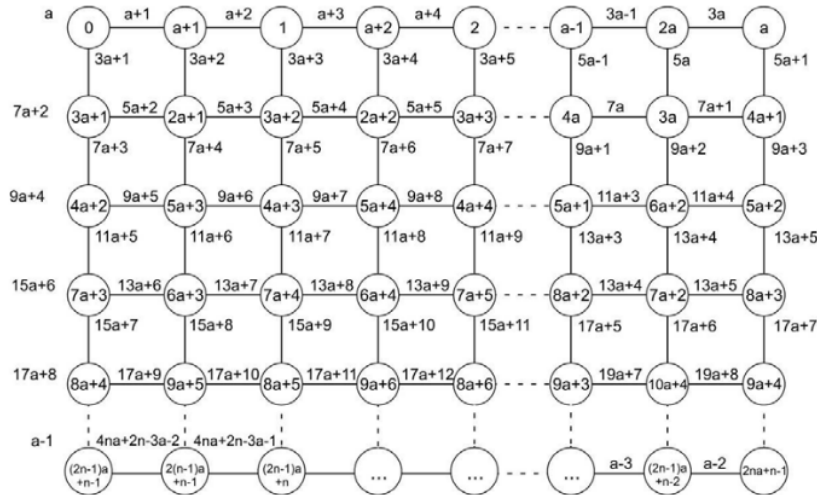 a 0 a+1 a+1 a+2 1 a+3 a+2 a+4 2 a-1 3a-1 2a 3a a
3a+1 3a+2 3a+3 3a+4 3a+5 5a-1 5a 5a+1
7a+2 3a+1 5a+2 2a+1 5a+3 3a+2 5a+4 2a+2 5a+5 3a+3 4a 7a 3a 7a+1 4a+1
7a+3 7a+4 7a+5 7a+6 7a+7 9a+1 9a+2 9a+3
9a+4 4a+2 9a+5 5a+3 9a+6 4a+3 9a+7 5a+4 9a+8 4a+4 5a+1 11a+3 6a+2 11a+4 5a+2
11a+5 11a+6 11a+7 11a+8 11a+9 13a+3 13a+4 13a+5
15a+6 7a+3 13a+6 6a+3 13a+7 7a+4 13a+8 6a+4 13a+9 7a+5 8a+2 13a+4 7a+2 13a+5 8a+3
15a+7 15a+8 15a+9 15a+10 15a+11 17a+5 17a+6 17a+7
17a+8 8a+4 17a+9 9a+5 17a+10 8a+5 17a+11 9a+6 17a+12 8a+6 9a+3 19a+7 10a+4 19a+8 9a+4
a-1 4na+2n-3a-2 4na+2n-3a-1
(2n-1)a 2(n-1)a (2n-1)a ... ... ... a-3 (2n-1)a a-2 2na+n-1
+n-1 +n-1 +n +n-2